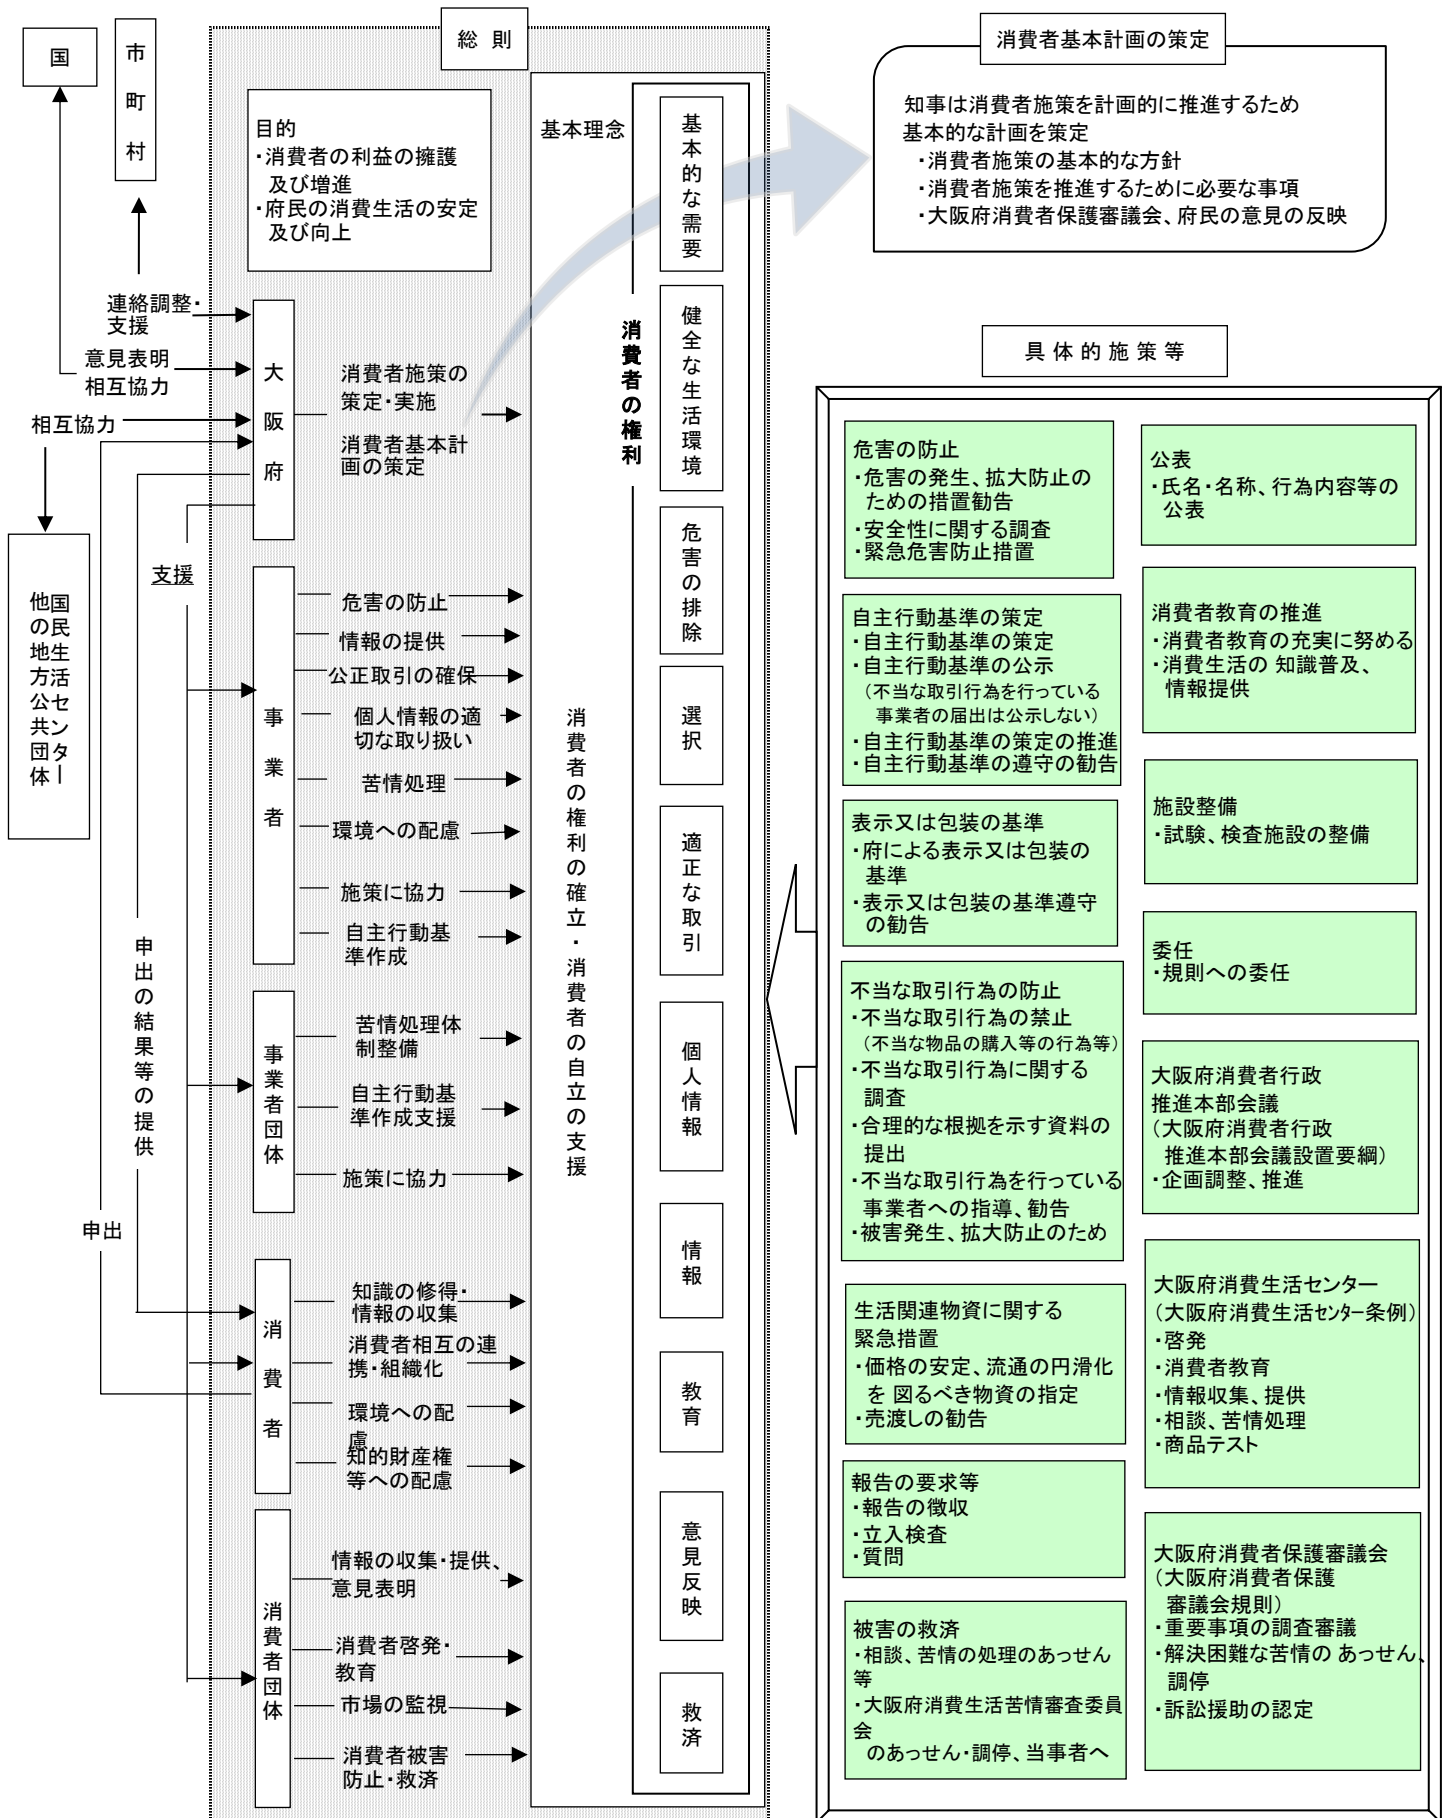 国
市町村
総 則
目的
・消費者の利益の擁護
及び増進
・府民の消費生活の安定
及び向上
基本理念
消費者の権利
基本的な需要
健全な生活環境
危害の排除
選択
適正な取引
個人情報
情報
教育
意見反映
救済
消費者の権利の確立・消費者の自立の支援
消費者基本計画の策定
知事は消費者施策を計画的に推進するため
基本的な計画を策定
・消費者施策の基本的な方針
・消費者施策を推進するために必要な事項
・大阪府消費者保護審議会、府民の意見の反映
連絡調整・
支援
意見表明
相互協力
相互協力
国民生活センター
他の地方公共団体
支援
申出の結果等の提供
申出
大阪府
消費者施策の
策定・実施
消費者基本計
画の策定
事業者
危害の防止
情報の提供
公正取引の確保
個人情報の適
切な取り扱い
苦情処理
環境への配慮
施策に協力
自主行動基
準作成
事業者団体
苦情処理体
制整備
自主行動基
準作成支援
施策に協力
消費者
知識の修得・
情報の収集
消費者相互の連
携・組織化
環境への配
慮
知的財産権
等への配慮
消費者団体
情報の収集・提供、
意見表明
消費者啓発・
教育
市場の監視
消費者被害
防止・救済
具体的施策等
危害の防止
・危害の発生、拡大防止の
ための措置勧告
・安全性に関する調査
・緊急危害防止措置
自主行動基準の策定
・自主行動基準の策定
・自主行動基準の公示
（不当な取引行為を行っている
事業者の届出は公示しない）
・自主行動基準の策定の推進
・自主行動基準の遵守の勧告
表示又は包装の基準
・府による表示又は包装の
基準
・表示又は包装の基準遵守
の勧告
不当な取引行為の防止
・不当な取引行為の禁止
（不当な物品の購入等の行為等）
・不当な取引行為に関する
調査
・合理的な根拠を示す資料の
提出
・不当な取引行為を行っている
事業者への指導、勧告
・被害発生、拡大防止のため
生活関連物資に関する
緊急措置
・価格の安定、流通の円滑化
を 図るべき物資の指定
・売渡しの勧告
報告の要求等
・報告の徴収
・立入検査
・質問
被害の救済
・相談、苦情の処理のあっせん
等
・大阪府消費生活苦情審査委員
会
のあっせん・調停、当事者へ
公表
・氏名・名称、行為内容等の
公表
消費者教育の推進
・消費者教育の充実に努める
・消費生活の 知識普及、
情報提供
施設整備
・試験、検査施設の整備
委任
・規則への委任
大阪府消費者行政
推進本部会議
（大阪府消費者行政
推進本部会議設置要綱）
・企画調整、推進
大阪府消費生活センター
（大阪府消費生活センター条例）
・啓発
・消費者教育
・情報収集、提供
・相談、苦情処理
・商品テスト
大阪府消費者保護審議会
（大阪府消費者保護
審議会規則）
・重要事項の調査審議
・解決困難な苦情の あっせん、
調停
・訴訟援助の認定